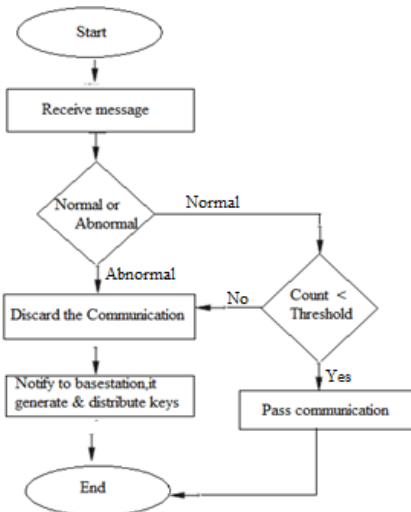 Start
Receive message
Normal or
Abnormal
Normal
Abnormal
Count <
Threshold
No
Discard the Communication
Yes
Notify to basestation,it
generate & distribute keys
Pass communication
End